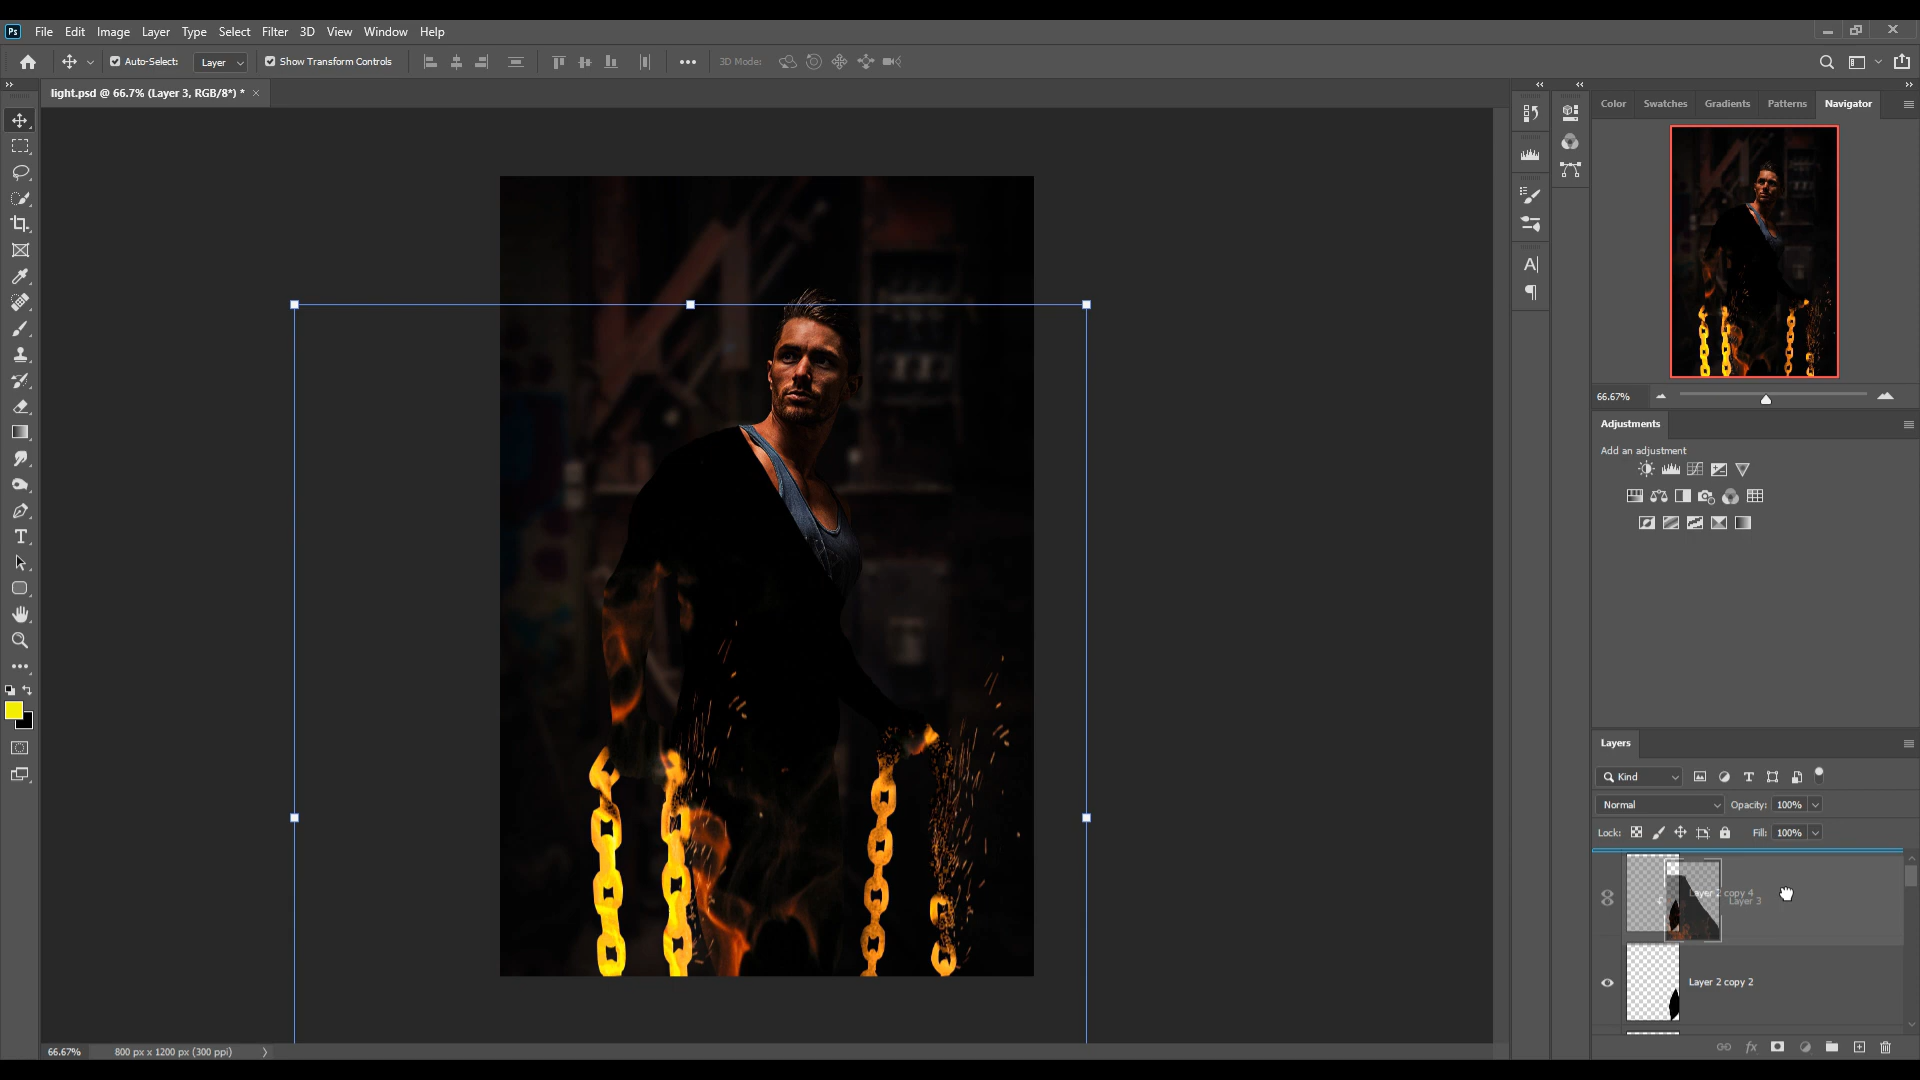 Ps File Edit Image Layer Type Select Filter 3D View Window Help
Auto-Select: Layer Show Transform Controls 3D Mode:
light.psd @ 66.7% (Layer 3, RGB/8*) *
Color Swatches Gradients Patterns Navigator
66.67%
Adjustments
Add an adjustment
Layers
Kind
Normal Opacity: 100%
Lock: Fill: 100%
Layer 2 copy 4
Layer 3
Layer 2 copy 2
66.67% 800 px x 1200 px (300 ppi)